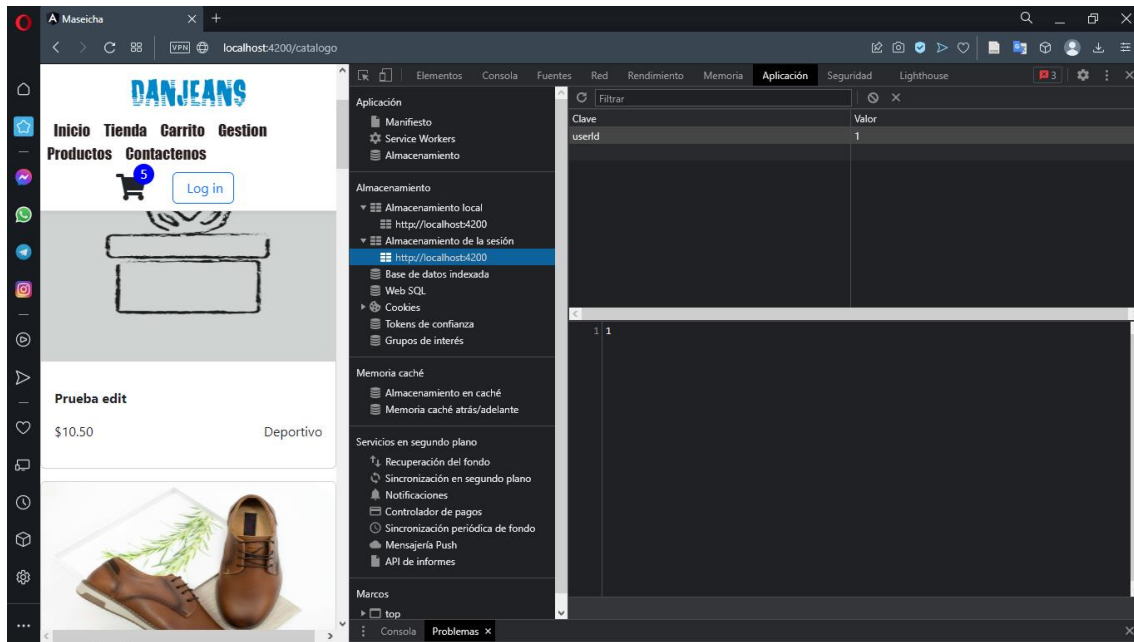 Maseicha
VPN
localhost:4200/catalogo
DANJEANS
Inicio Tienda Carrito Gestion
Productos Contactenos
5
Log in
Prueba edit
$10.50 Deportivo
Elementos Consola Fuentes Red Rendimiento Memoria Aplicación Seguridad Lighthouse 3
Aplicación
Manifiesto
Service Workers
Almacenamiento
Almacenamiento
Almacenamiento local
http://localhost:4200
Almacenamiento de la sesión
http://localhost:4200
Base de datos indexada
Web SQL
Cookies
Tokens de confianza
Grupos de interés
Memoria caché
Almacenamiento en caché
Memoria caché atrás/adelante
Servicios en segundo plano
Recuperación del fondo
Sincronización en segundo plano
Notificaciones
Controlador de pagos
Sincronización periódica de fondo
Mensajería Push
API de informes
Marcos
top
Filtrar
Clave Valor
userId 1
1 1
Consola Problemas